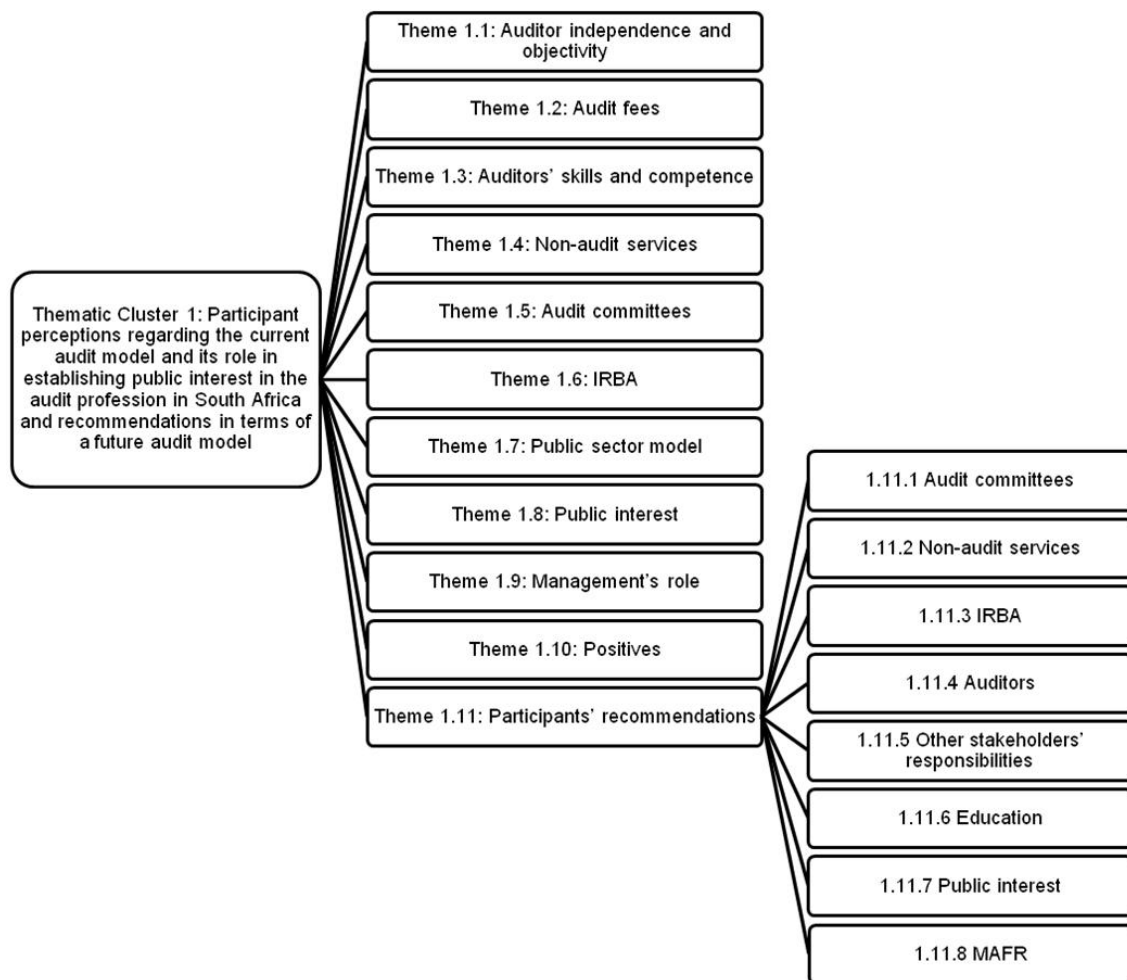 Thematic Cluster 1: Participant
perceptions regarding the current
audit model and its role in
establishing public interest in the
audit profession in South Africa
and recommendations in terms of
a future audit model
Theme 1.1: Auditor independence and
objectivity
Theme 1.2: Audit fees
Theme 1.3: Auditors’ skills and competence
Theme 1.4: Non-audit services
Theme 1.5: Audit committees
Theme 1.6: IRBA
Theme 1.7: Public sector model
Theme 1.8: Public interest
Theme 1.9: Management’s role
Theme 1.10: Positives
Theme 1.11: Participants’ recommendations
1.11.1 Audit committees
1.11.2 Non-audit services
1.11.3 IRBA
1.11.4 Auditors
1.11.5 Other stakeholders’
responsibilities
1.11.6 Education
1.11.7 Public interest
1.11.8 MAFR